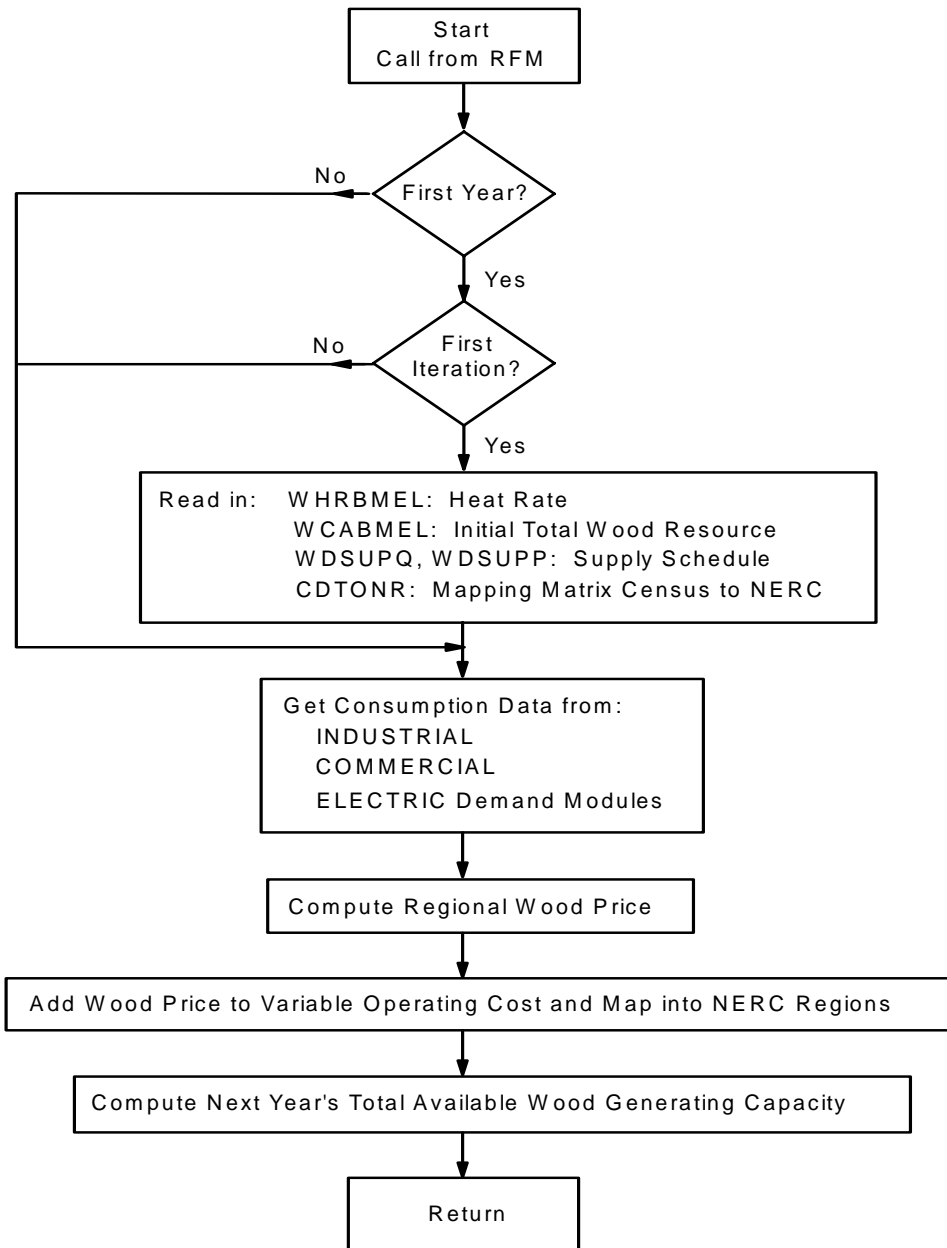 Start
Call from RFM
No
First Year?
Yes
No
First
Iteration?
Yes
Read in: WHRBMEL: Heat Rate
WCABMEL: Initial Total Wood Resource
WDSUPQ, WDSUPP: Supply Schedule
CDTONR: Mapping Matrix Census to NERC
Get Consumption Data from:
INDUSTRIAL
COMMERCIAL
ELECTRIC Demand Modules
Compute Regional Wood Price
Add Wood Price to Variable Operating Cost and Map into NERC Regions
Compute Next Year's Total Available Wood Generating Capacity
Return